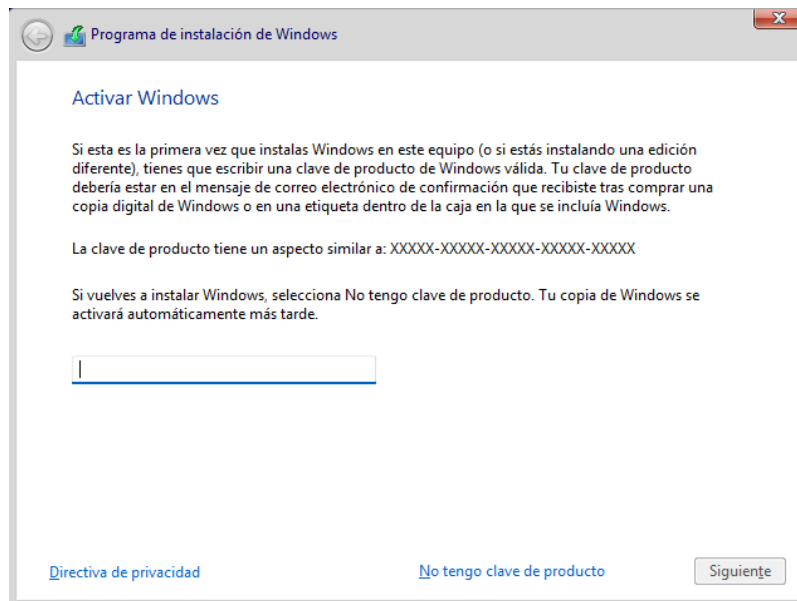 Programa de instalación de Windows
Activar Windows
Si esta es la primera vez que instalas Windows en este equipo (o si estás instalando una edición
diferente), tienes que escribir una clave de producto de Windows válida. Tu clave de producto
debería estar en el mensaje de correo electrónico de confirmación que recibiste tras comprar una
copia digital de Windows o en una etiqueta dentro de la caja en la que se incluía Windows.
La clave de producto tiene un aspecto similar a: XXXXX-XXXXX-XXXXX-XXXXX-XXXXX
Si vuelves a instalar Windows, selecciona No tengo clave de producto. Tu copia de Windows se
activará automáticamente más tarde.
Directiva de privacidad No tengo clave de producto Siguiente